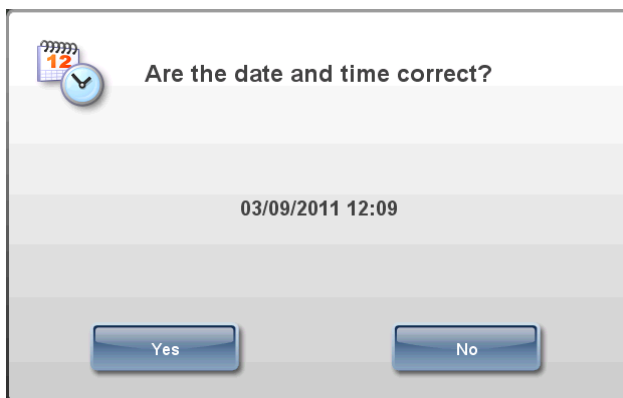 12
Are the date and time correct?
03/09/2011 12:09
Yes
No